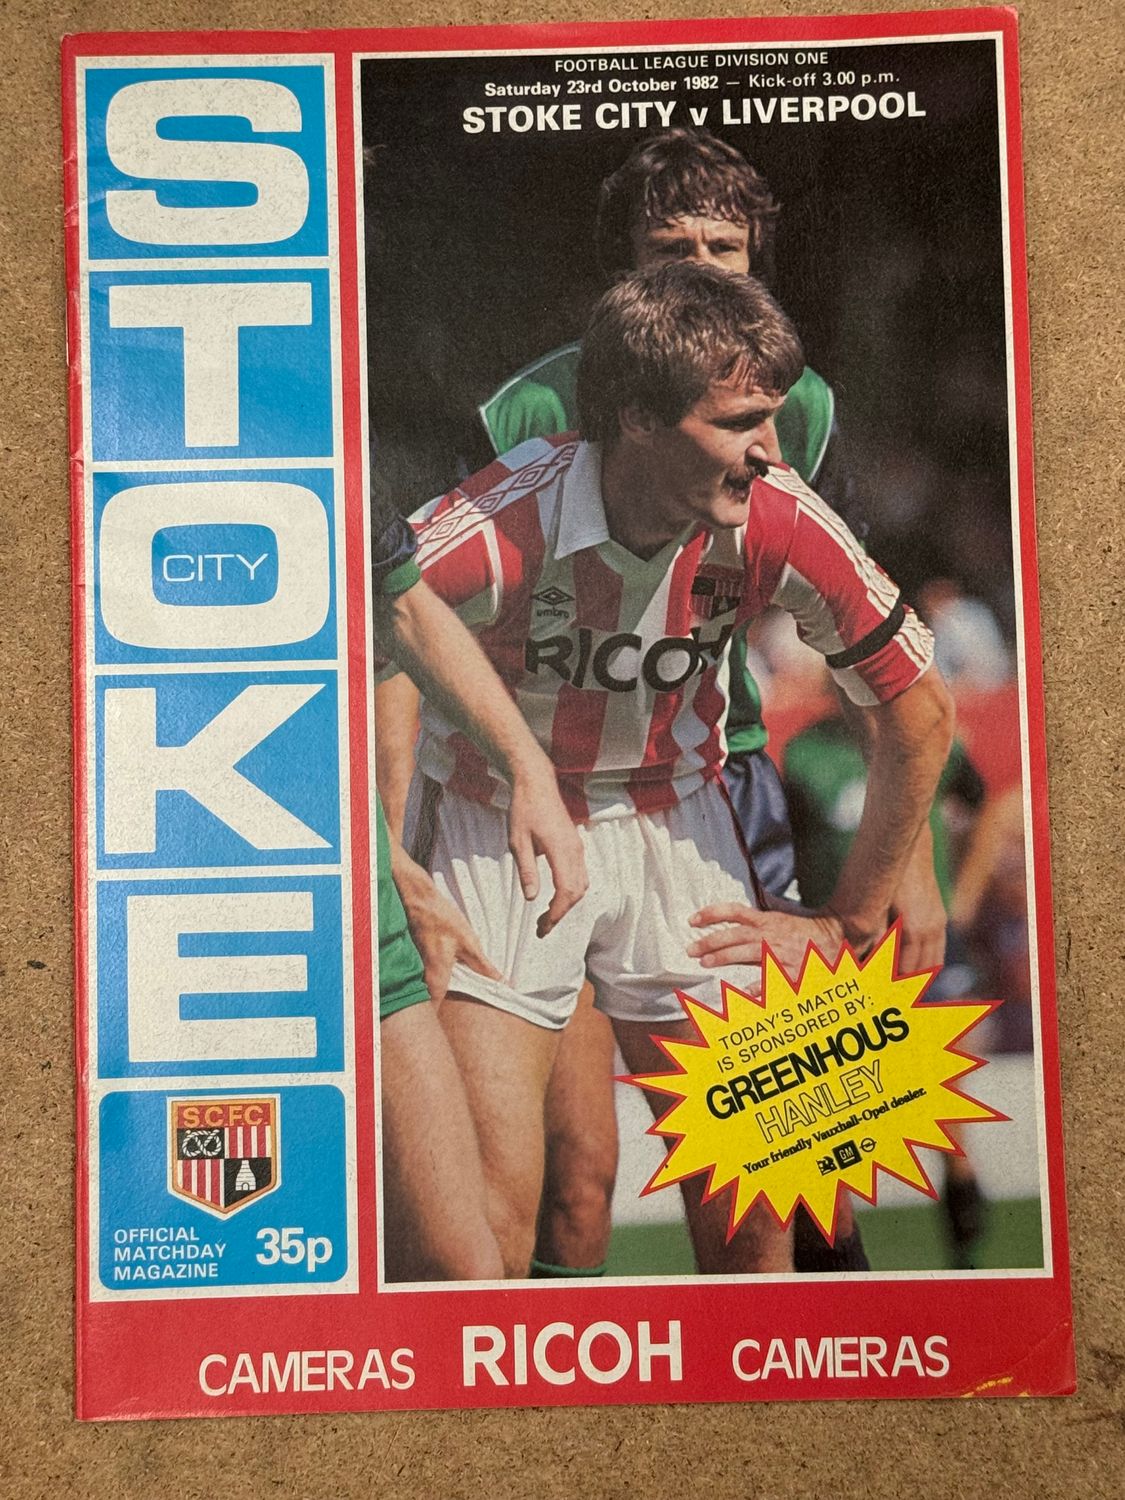 FOOTBALL LEAGUE DIVISION ONE
Saturday 23rd October 1982 — Kick-off 3.00 p.m.
STOKE CITY v LIVERPOOL
STOKE
CITY
umbro
RICOH
TODAY'S MATCH
IS SPONSORED BY:
GREENHOUS
HANLEY
Your friendly Vauxhall-Opel dealer.
GM
S.C.F.C.
OFFICIAL
MATCHDAY
MAGAZINE
35p
CAMERAS RICOH CAMERAS